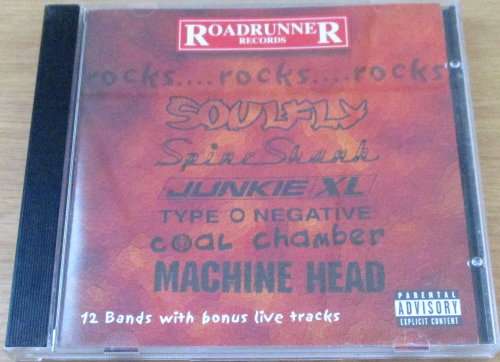 ROADRUNNER
RECORDS
rocks....rocks....rocks
SOULFLY
SpineShank
JUNKIE XL
TYPE O NEGATIVE
coal chamber
MACHINE HEAD
12 Bands with bonus live tracks
PARENTAL
ADVISORY
EXPLICIT CONTENT